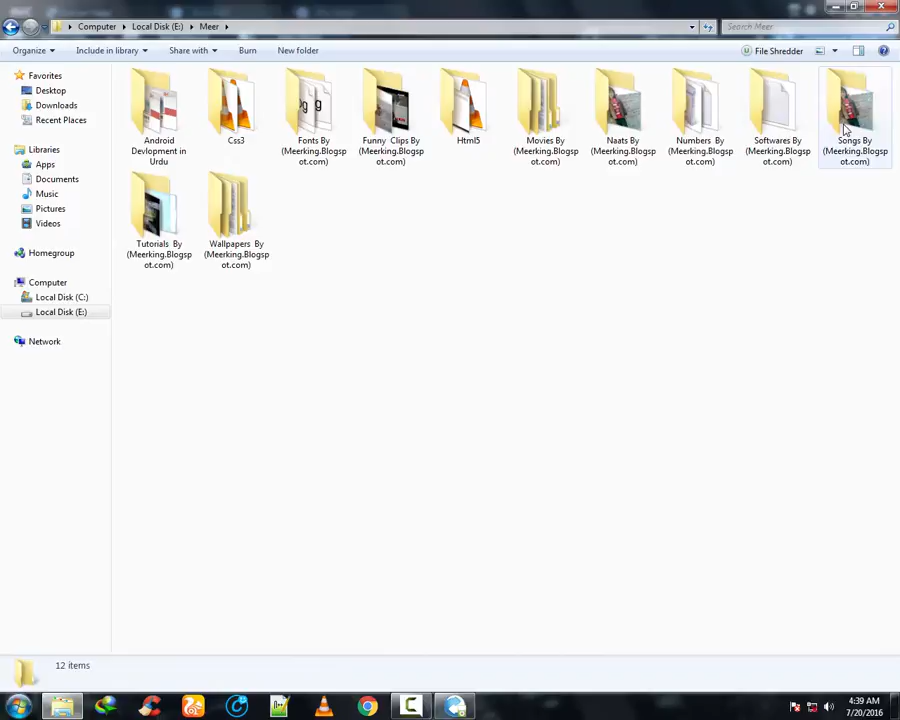 Computer Local Disk (E:) Meer
Search Meer
Organize Include in library Share with Burn New folder
File Shredder
Favorites
Desktop
Downloads
Recent Places
Libraries
Apps
Documents
Music
Pictures
Videos
Homegroup
Computer
Local Disk (C:)
Local Disk (E:)
Network
Android
Devlopment in
Urdu
Css3
Fonts By
(Meerking.Blogsp
ot.com)
Funny Clips By
(Meerking.Blogsp
ot.com)
Html5
Movies By
(Meerking.Blogsp
ot.com)
Naats By
(Meerking.Blogsp
ot.com)
Numbers By
(Meerking.Blogsp
ot.com)
Softwares By
(Meerking.Blogsp
ot.com)
Songs By
(Meerking.Blogsp
ot.com)
Tutorials By
(Meerking.Blogsp
ot.com)
Wallpapers By
(Meerking.Blogsp
ot.com)
12 items
4:39 AM
7/20/2016